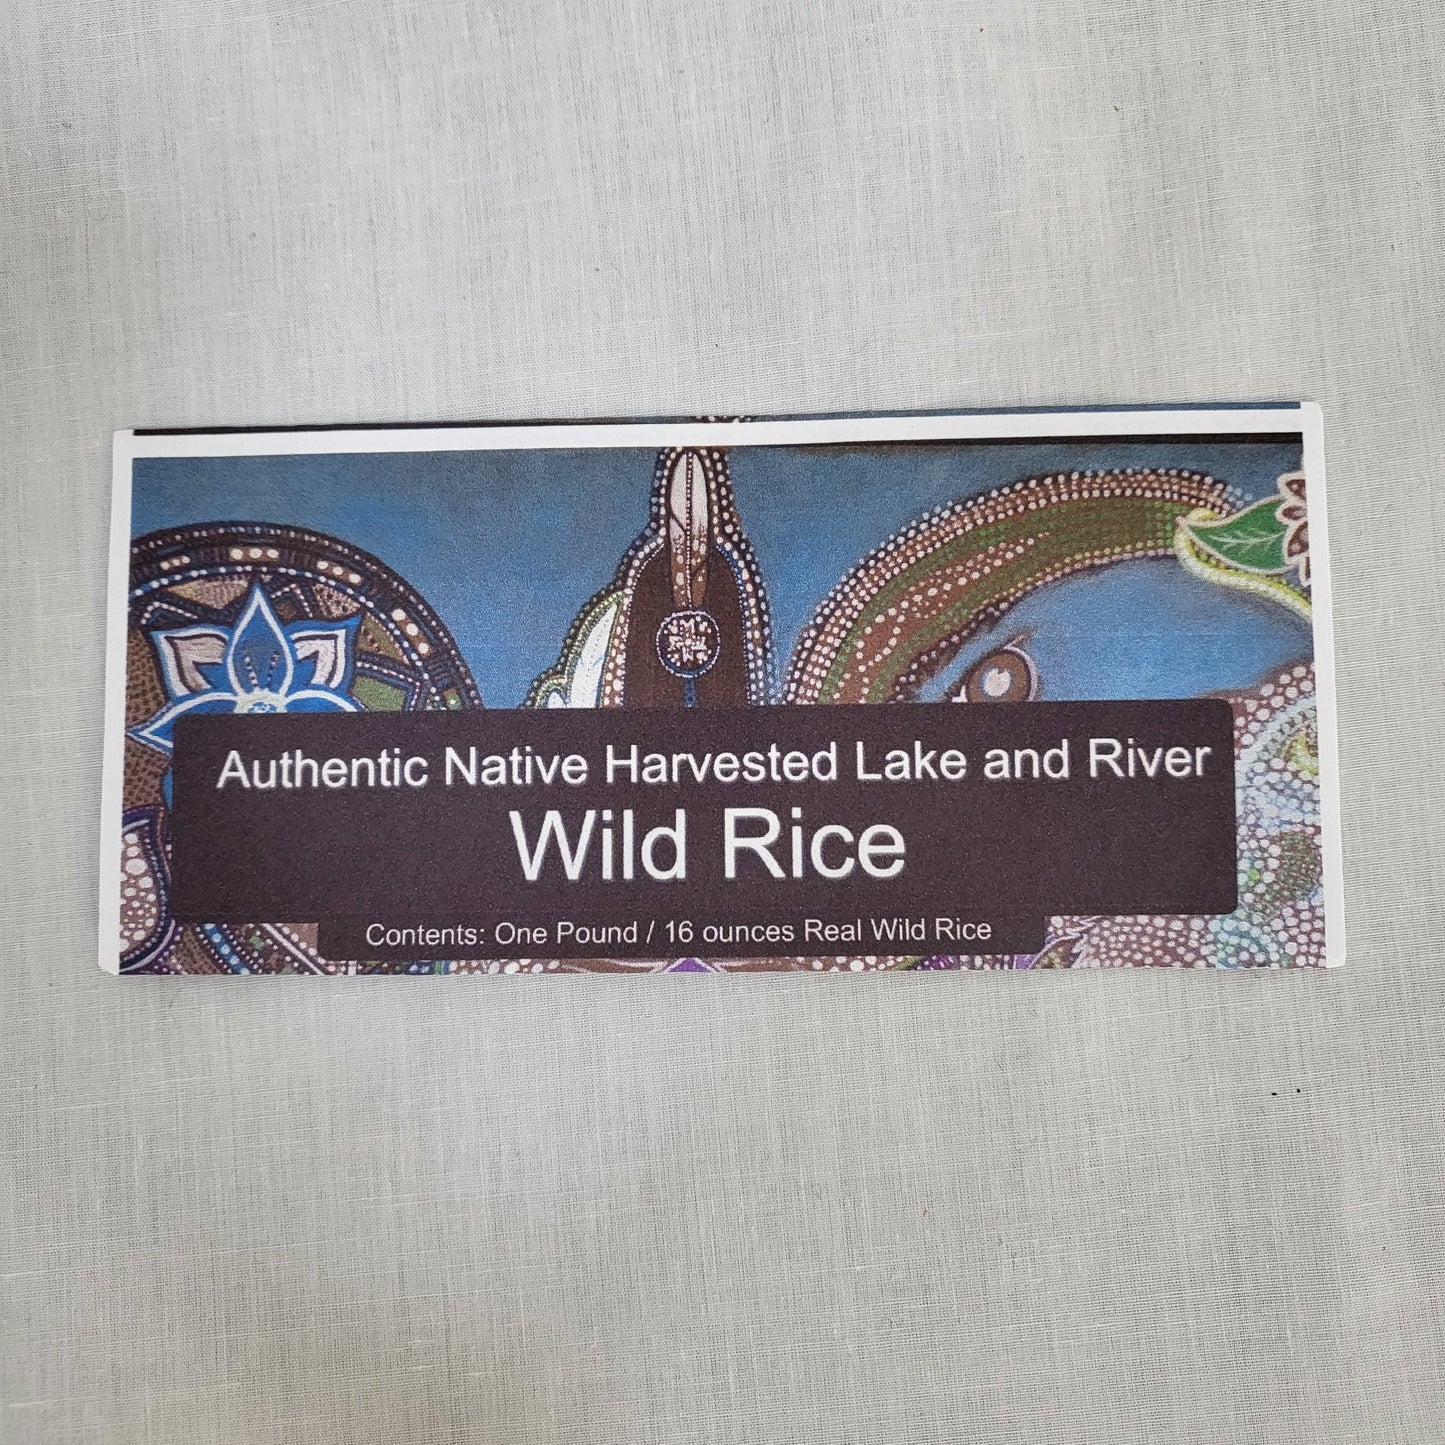 Authentic Native Harvested Lake and River
Wild Rice
Contents: One Pound / 16 ounces Real Wild Rice